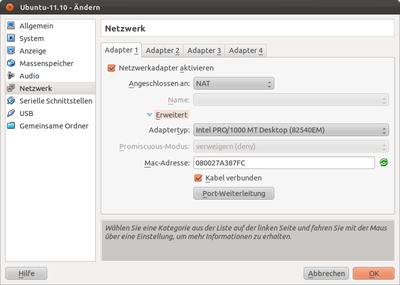 Ubuntu-11.10 - Ändern
Allgemein
System
Anzeige
Massenspeicher
Audio
Netzwerk
Serielle Schnittstellen
USB
Gemeinsame Ordner
Netzwerk
Adapter 1 Adapter 2 Adapter 3 Adapter 4
Netzwerkadapter aktivieren
Angeschlossen an: NAT
Name:
Erweitert
Adaptertyp: Intel PRO/1000 MT Desktop (82540EM)
Promiscuous-Modus: verweigern (deny)
Mac-Adresse: 080027A387FC
Kabel verbunden
Port-Weiterleitung
Wählen Sie eine Kategorie aus der Liste auf der linken Seite und fahren Sie mit der Maus
über eine Einstellung, um mehr Informationen zu erhalten.
Hilfe Abbrechen OK